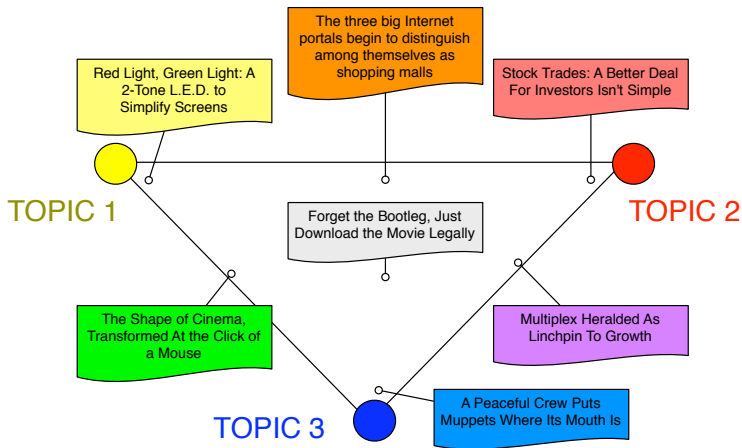 The three big Internet
portals begin to distinguish
among themselves as
shopping malls
Red Light, Green Light: A
2-Tone L.E.D. to
Simplify Screens
Stock Trades: A Better Deal
For Investors Isn't Simple
TOPIC 1
TOPIC 2
Forget the Bootleg, Just
Download the Movie Legally
The Shape of Cinema,
Transformed At the Click of
a Mouse
Multiplex Heralded As
Linchpin To Growth
TOPIC 3
A Peaceful Crew Puts
Muppets Where Its Mouth Is